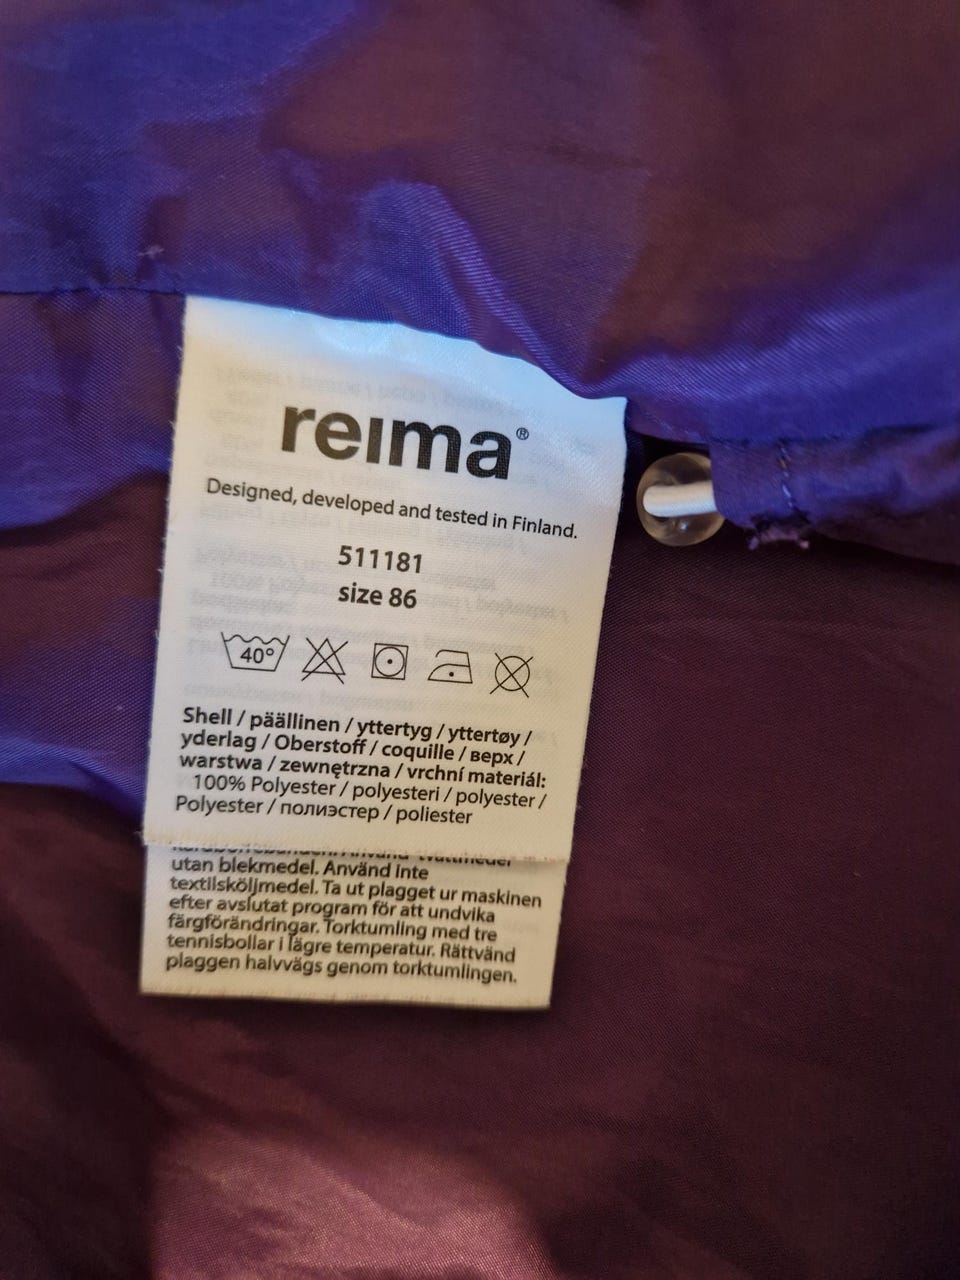 reima®
Designed, developed and tested in Finland.
511181
size 86
40°
Shell / päällinen / yttertyg / yttertøy /
yderlag / Oberstoff / coquille / верх /
warstwa / zewnętrzna / vrchní materiál:
100% Polyester / polyesteri / polyester /
Polyester / полиэстер / poliester
utan blekmedel. Använd inte
textilsköljmedel. Ta ut plagget ur maskinen
efter avslutat program för att undvika
färgförändringar. Torktumling med tre
tennisbollar i lägre temperatur. Rättvänd
plaggen halvvägs genom torktumlingen.